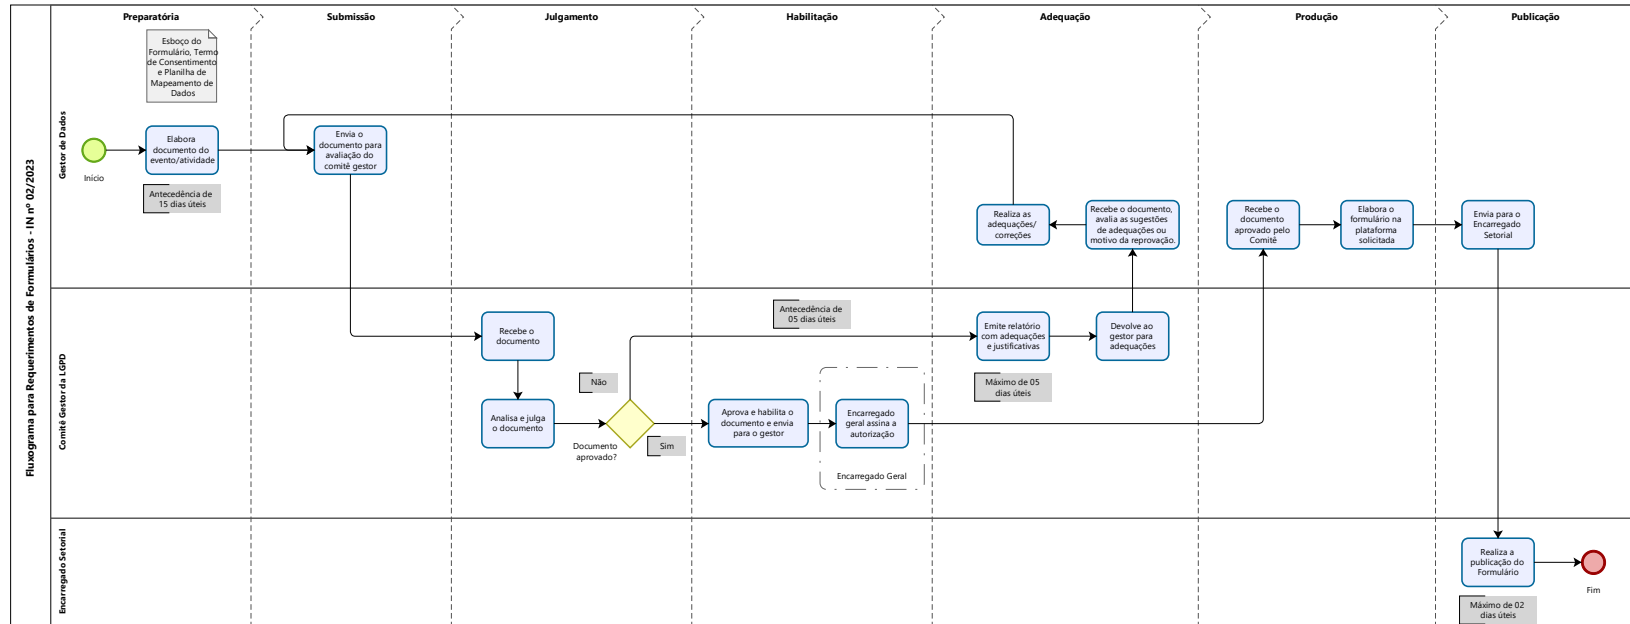 Fluxograma para Requerimentos de Formulários - IN nº 02/2023
Preparatória
Submissão
Julgamento
Habilitação
Adequação
Produção
Publicação
Gestor de Dados
Esboço do
Formulário, Termo
de Consentimento
e Planilha de
Mapeamento de
Dados
Inicio
Elabora
documento do
evento/atividade
Antecedência de
15 dias úteis
Envia o
documento para
avaliação do
comitê gestor
Realiza as
adequações/
correções
Recebe o documento,
avalia as sugestões
de adequações ou
motivo da reprovação.
Recebe o
documento
aprovado pelo
Comitê
Elabora o
formulário na
plataforma
solicitada
Envia para o
Encarregado
Setorial
Comitê Gestor da LGPD
Recebe o
documento
Analisa e julga
o documento
Não
Documento
aprovado?
Sim
Antecedência de
05 dias úteis
Aprova e habilita o
documento e envia
para o gestor
Encarregado
geral assina a
autorização
Encarregado Geral
Emite relatório
com adequações
e justificativas
Máximo de 05
dias úteis
Devolve ao
gestor para
adequações
Encarregado Setorial
Realiza a
publicação do
Formulário
Máximo de 02
dias úteis
Fim